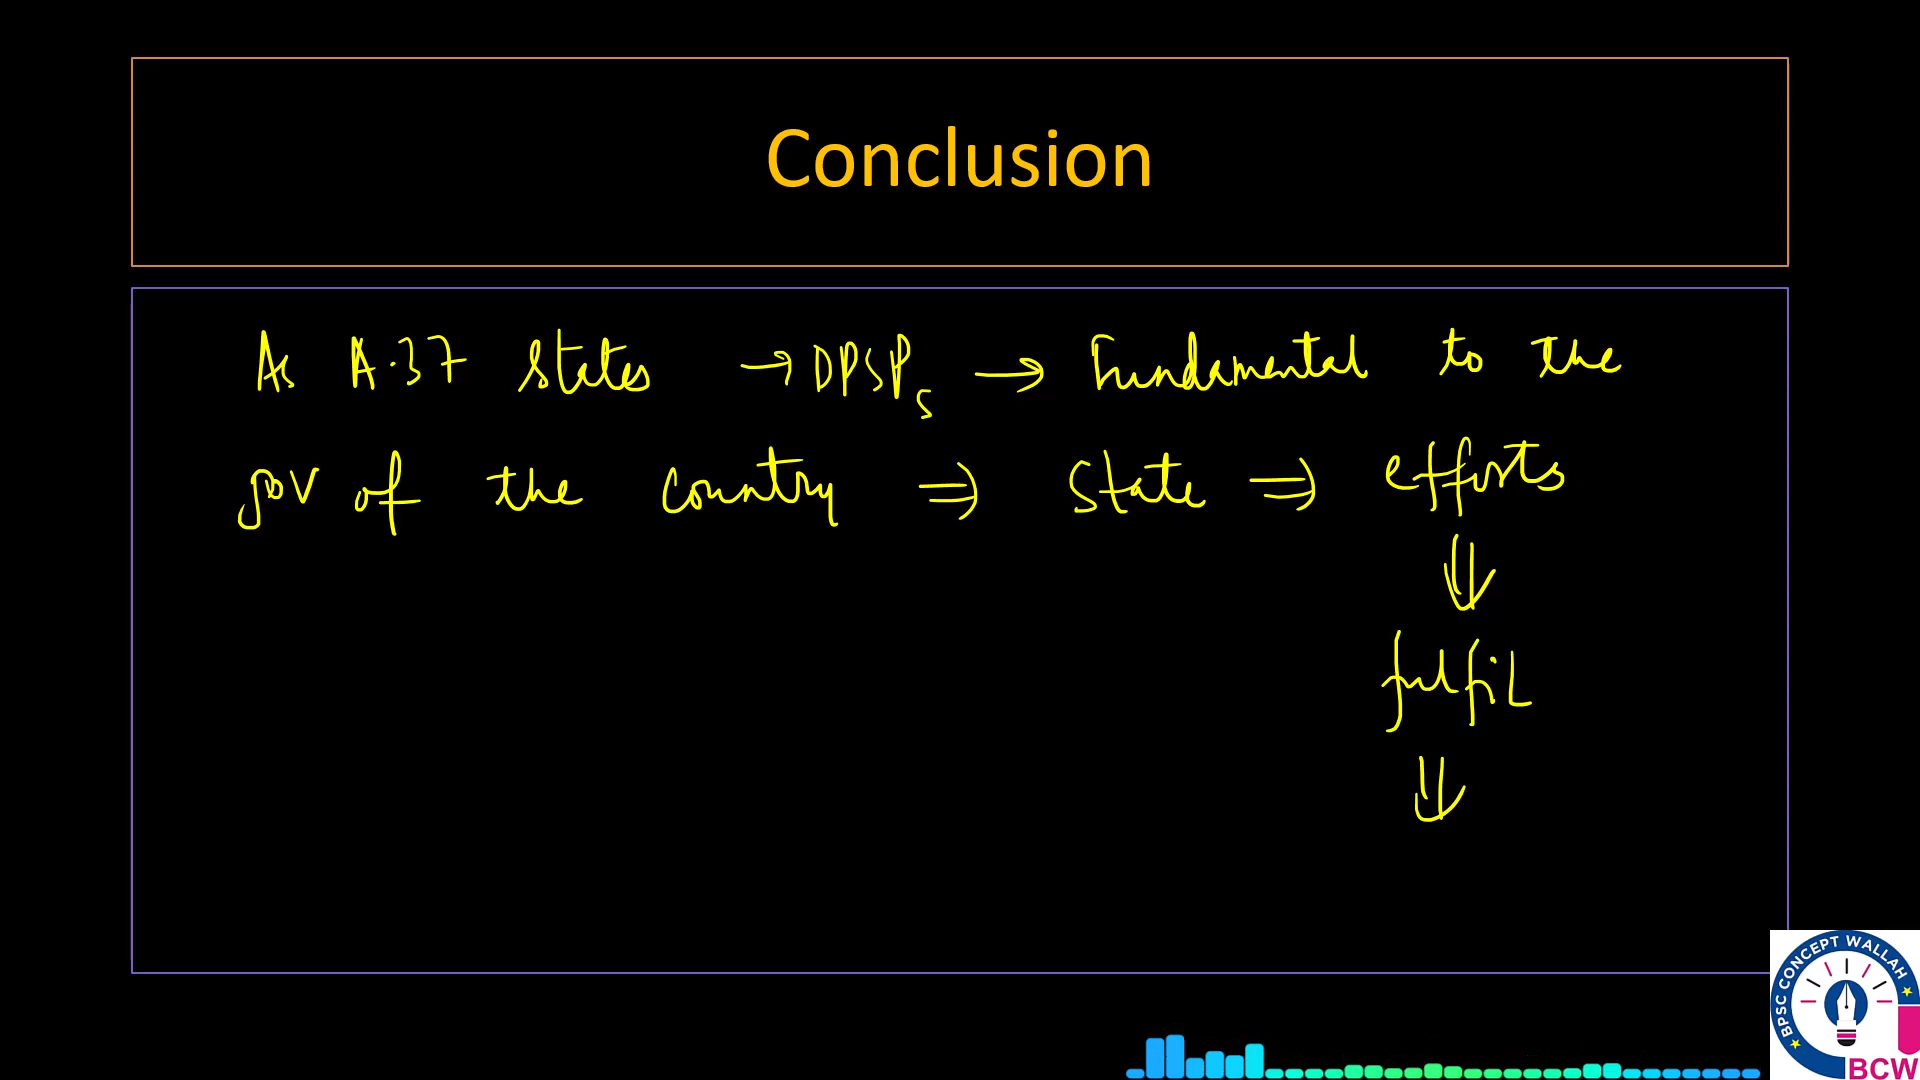 Conclusion
As A.37 States → DPSPs → Fundamental to the
gov of the country ⇒ State ⇒ efforts
⇓
fulfil
⇓
BPSC CONCEPT WALLAH
BCW